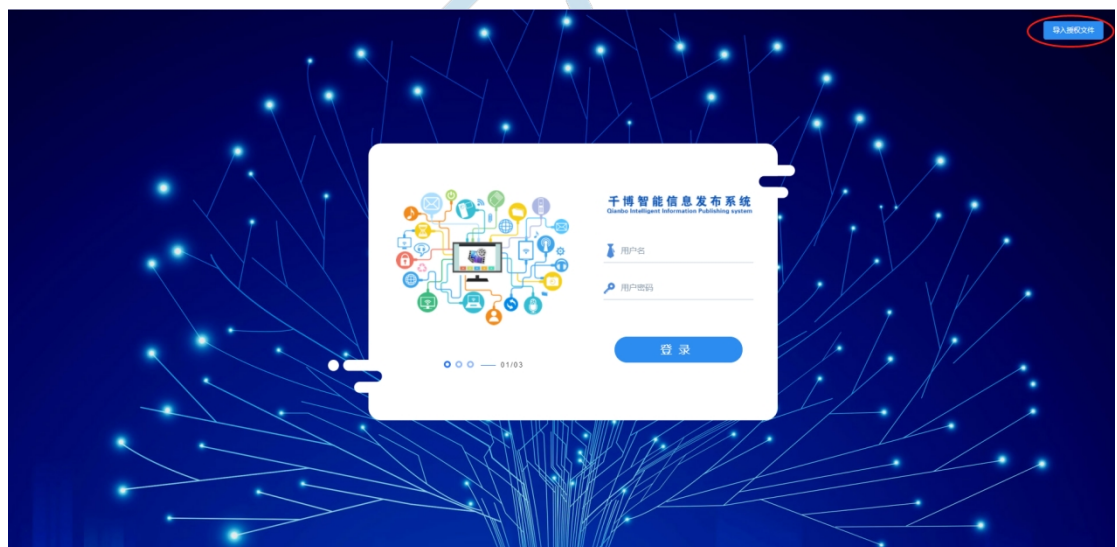 导入授权文件
千博智能信息发布系统
Qianbo Intelligent Information Publishing system
用户名
用户密码
登录
01/03